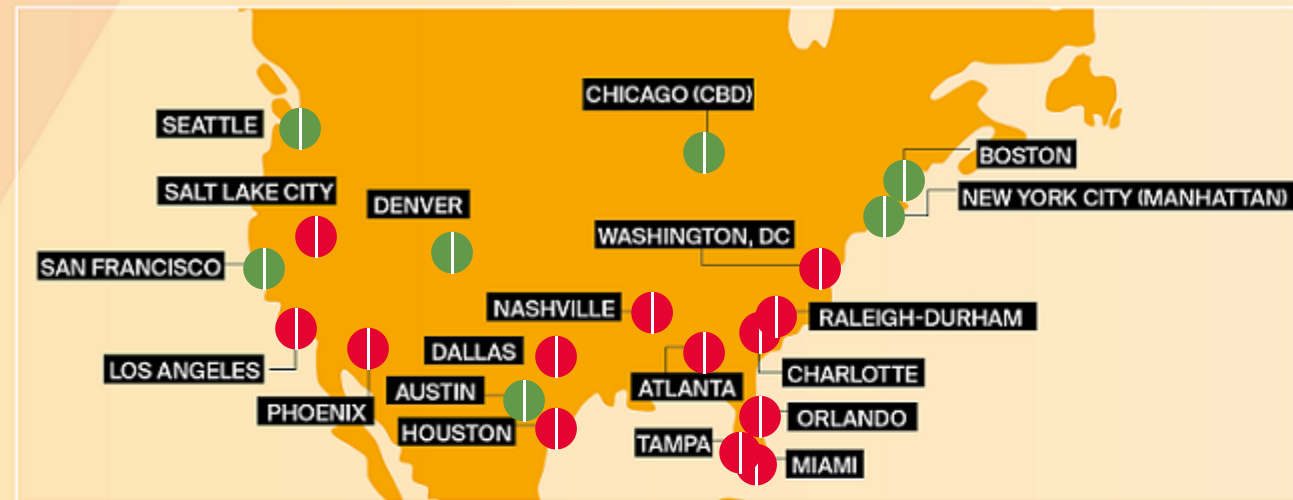 CHICAGO (CBD)
SEATTLE
BOSTON
SALT LAKE CITY
NEW YORK CITY (MANHATTAN)
DENVER
WASHINGTON, DC
SAN FRANCISCO
NASHVILLE
RALEIGH-DURHAM
DALLAS
LOS ANGELES
CHARLOTTE
ATLANTA
AUSTIN
PHOENIX
ORLANDO
HOUSTON
TAMPA
MIAMI